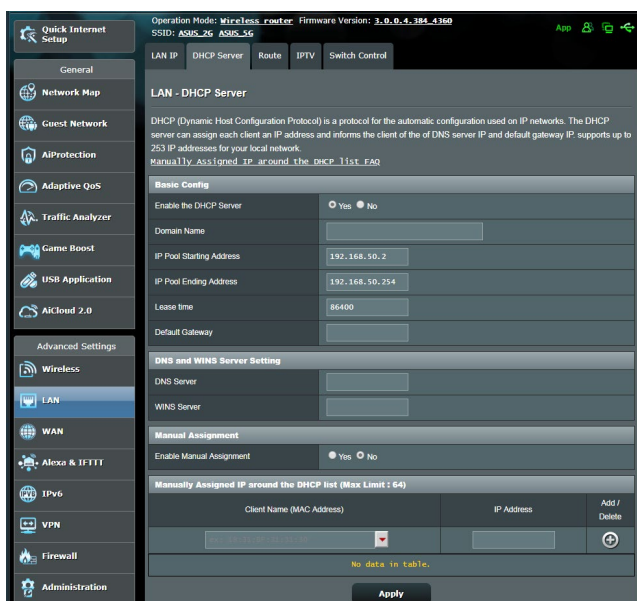 Operation Mode: Wireless router Firmware Version: 3.0.0.4.384_4360
SSID: ASUS_2G ASUS_5G
App
Quick Internet
Setup
General
Network Map
Guest Network
AiProtection
Adaptive QoS
Traffic Analyzer
Game Boost
USB Application
AiCloud 2.0
Advanced Settings
Wireless
LAN
WAN
Alexa & IFTTT
IPv6
VPN
Firewall
Administration
LAN IP
DHCP Server
Route
IPTV
Switch Control
LAN - DHCP Server
DHCP (Dynamic Host Configuration Protocol) is a protocol for the automatic configuration used on IP networks. The DHCP
server can assign each client an IP address and informs the client of the of DNS server IP and default gateway IP. supports up to
253 IP addresses for your local network.
Manually Assigned IP around the DHCP list FAQ
Basic Config
Enable the DHCP Server Yes No
Domain Name
IP Pool Starting Address 192.168.50.2
IP Pool Ending Address 192.168.50.254
Lease time 86400
Default Gateway
DNS and WINS Server Setting
DNS Server
WINS Server
Manual Assignment
Enable Manual Assignment Yes No
Manually Assigned IP around the DHCP list (Max Limit : 64)
Client Name (MAC Address) IP Address Add /
Delete
No data in table.
Apply